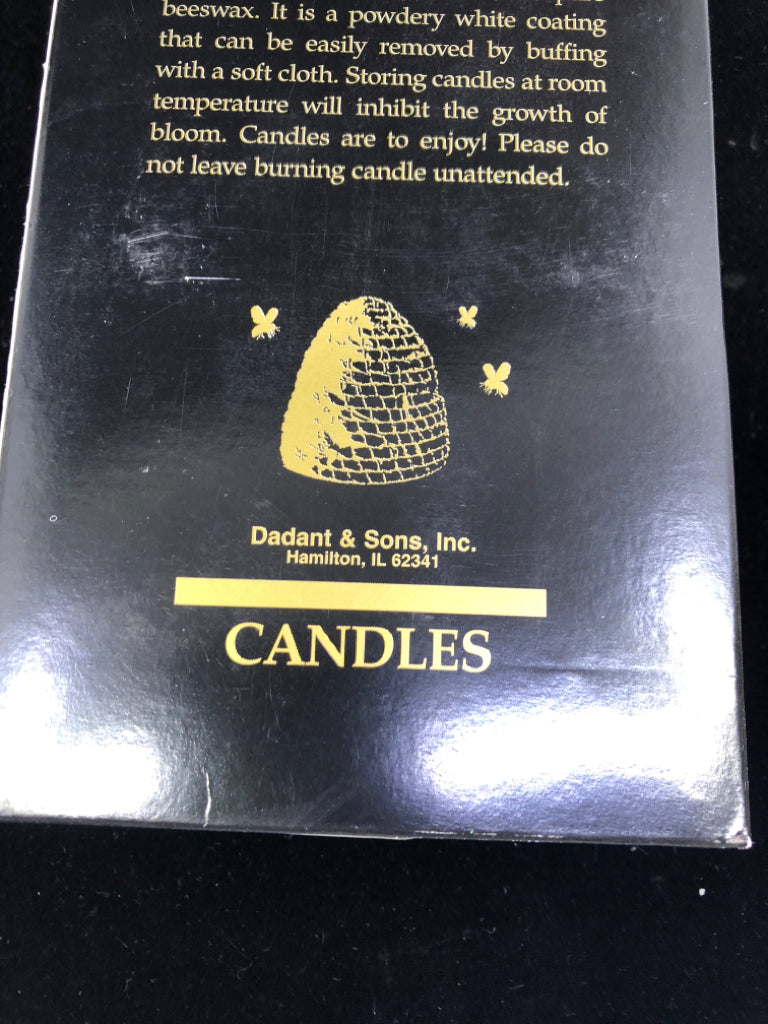 beeswax. It is a powdery white coating
that can be easily removed by buffing
with a soft cloth. Storing candles at room
temperature will inhibit the growth of
bloom. Candles are to enjoy! Please do
not leave burning candle unattended.
Dadant & Sons, Inc.
Hamilton, IL 62341
CANDLES